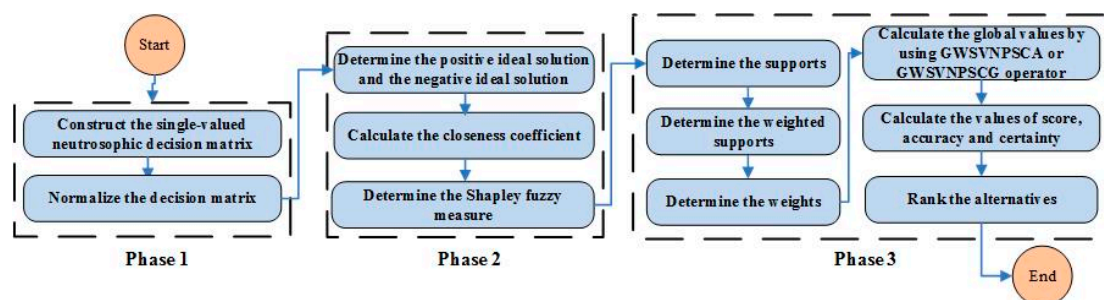 Start
Construct the single-valued
neutrosophic decision matrix
Normalize the decision matrix
Phase 1
Determine the positive ideal solution
and the negative ideal solution
Calculate the closeness coefficient
Determine the Shapley fuzzy
measure
Phase 2
Determine the supports
Determine the weighted
supports
Determine the weights
Calculate the global values by
using GWSVNPSCA or
GWSVNPSCG operator
Calculate the values of score,
accuracy and certainty
Rank the alternatives
Phase 3
End